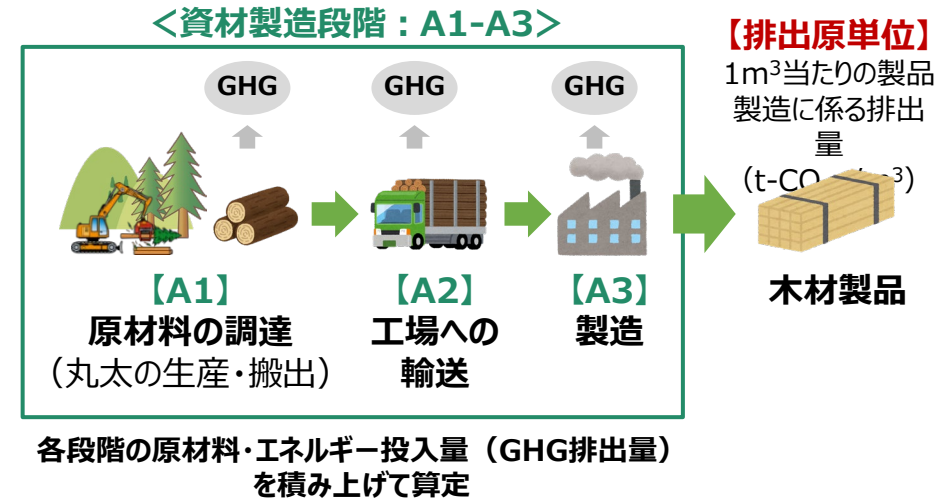 ＜資材製造段階：A1-A3＞
GHG
GHG
GHG
【A1】
原材料の調達
（丸太の生産・搬出）
【A2】
工場への
輸送
【A3】
製造
【排出原単位】
1m³当たりの製品
製造に係る排出
量
（t-CO m³）
木材製品
各段階の原材料・エネルギー投入量（GHG排出量）
を積み上げて算定